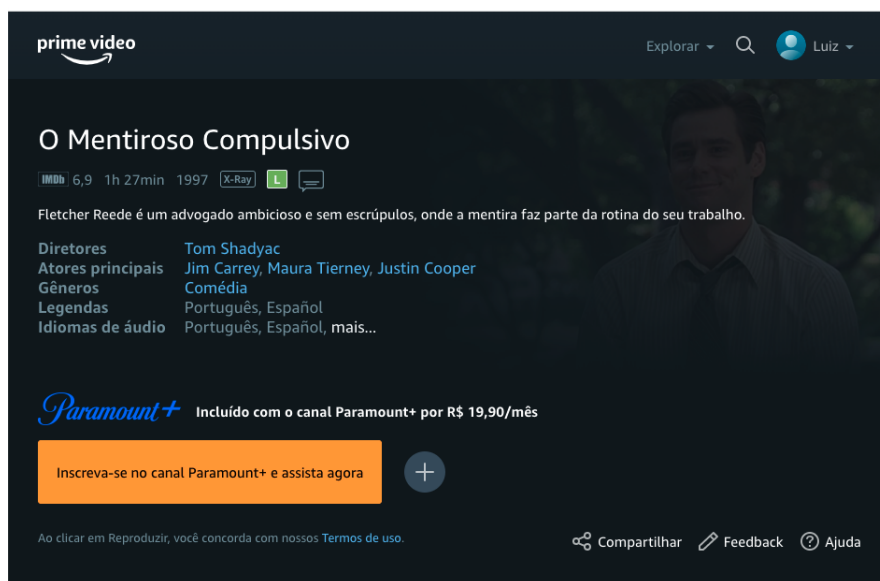 prime video
Explorar
Luiz
O Mentiroso Compulsivo
IMDb 6,9 1h 27min 1997 X-Ray L
Fletcher Reede é um advogado ambicioso e sem escrúpulos, onde a mentira faz parte da rotina do seu trabalho.
Diretores Tom Shadyac
Atores principais Jim Carrey, Maura Tierney, Justin Cooper
Gêneros Comédia
Legendas Português, Español
Idiomas de áudio Português, Español, mais...
Paramount+ Incluído com o canal Paramount+ por R$ 19,90/mês
Inscreva-se no canal Paramount+ e assista agora
Ao clicar em Reproduzir, você concorda com nossos Termos de uso.
Compartilhar Feedback Ajuda